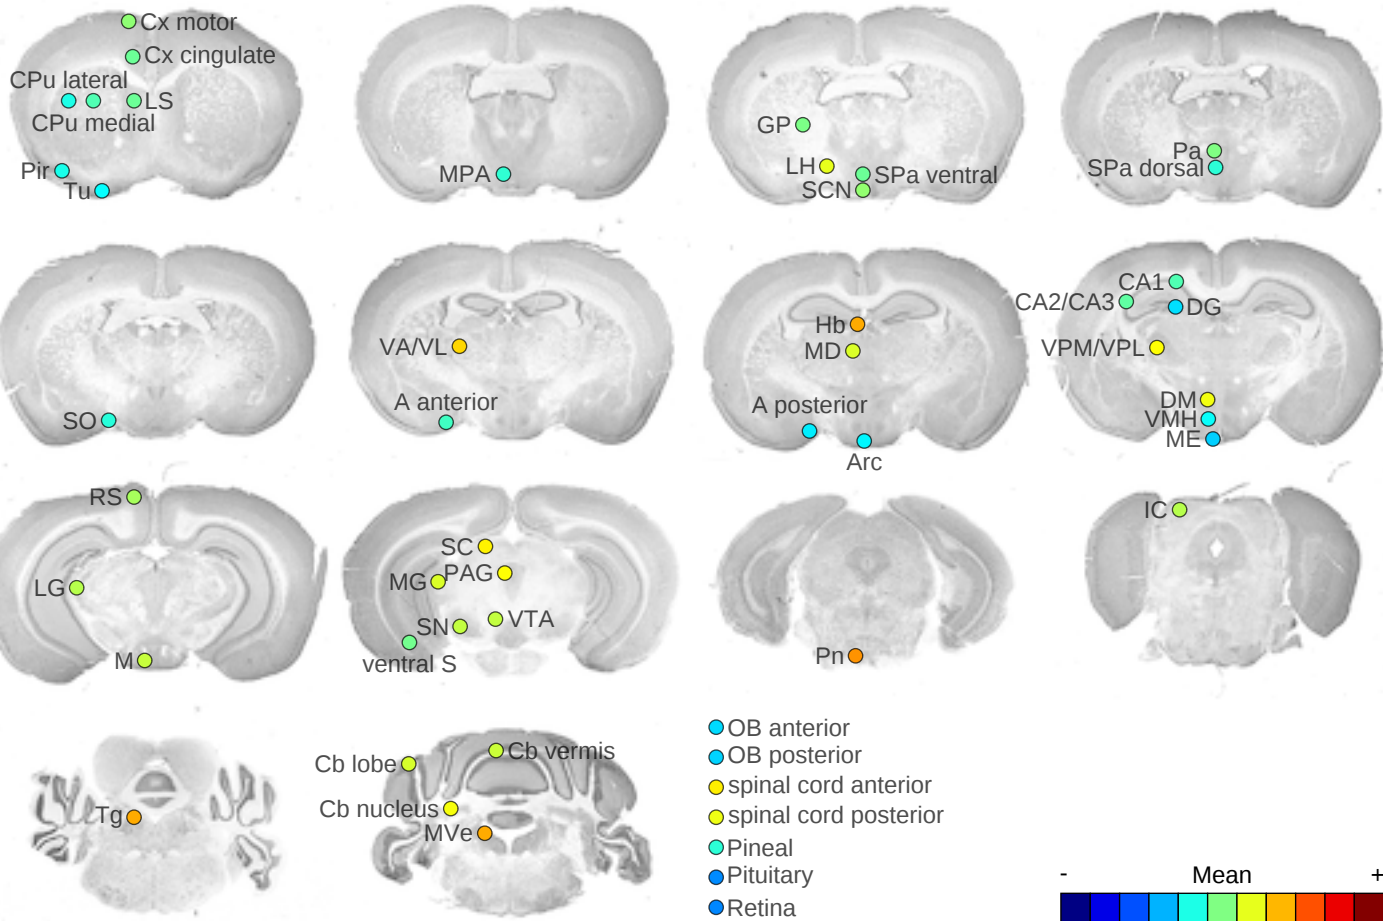 Cx motor
Cx cingulate
CPu lateral
LS
CPu medial
Pir
Tu
MPA
GP
LH
SPa ventral
SCN
Pa
SPa dorsal
SO
VA/VL
A anterior
Hb
MD
A posterior
Arc
CA1
CA2/CA3
DG
VPM/VPL
DM
VMH
ME
RS
LG
M
SC
PAG
MG
SN
VTA
ventral S
Pn
IC
Tg
Cb lobe
Cb vermis
Cb nucleus
MVe
OB anterior
OB posterior
spinal cord anterior
spinal cord posterior
Pineal
Pituitary
Retina
- Mean +